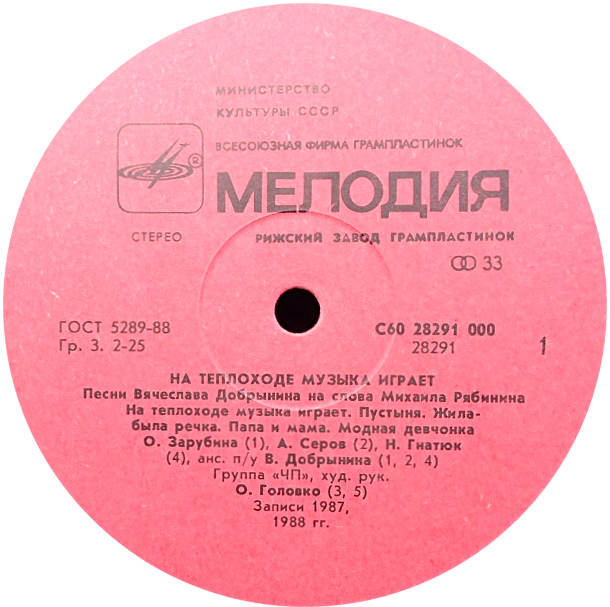 МИНИСТЕРСТВО
КУЛЬТУРЫ СССР
ВСЕСОЮЗНАЯ ФИРМА ГРАМПЛАСТИНОК
®
МЕЛОДИЯ
СТЕРЕО
РИЖСКИЙ ЗАВОД ГРАМПЛАСТИНОК
33
ГОСТ 5289-88
С60 28291 000
Гр. 3. 2-25
28291
1
НА ТЕПЛОХОДЕ МУЗЫКА ИГРАЕТ
Песни Вячеслава Добрынина на слова Михаила Рябинина
На теплоходе музыка играет. Пустыня. Жила-
была речка. Папа и мама. Модная девчонка
О. Зарубина (1), А. Серов (2), Н. Гнатюк
(4), анс. п/у В. Добрынина (1, 2, 4)
Группа «ЧП», худ. рук.
О. Головко (3, 5)
Записи 1987,
1988 гг.